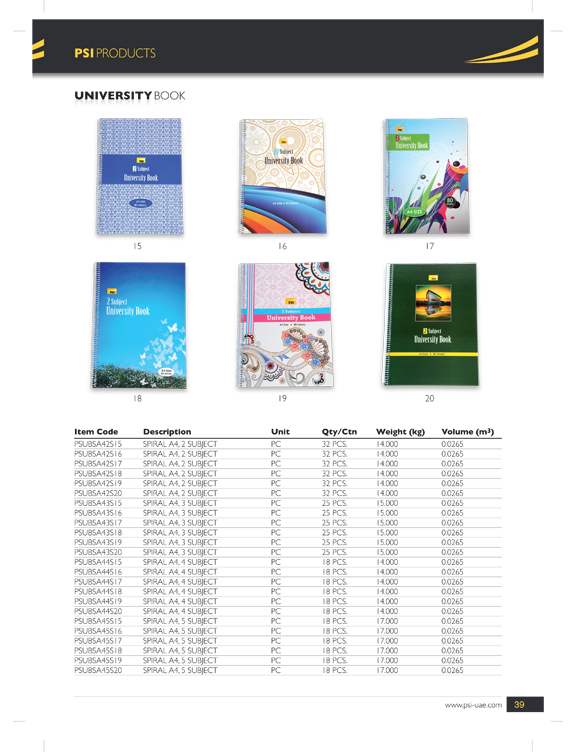 PSI PRODUCTS
UNIVERSITY BOOK
2 Subject
University Book
15
Subject
University Book
16
Subject
University Book
A4 SIZE
80
17
2 Subject
University Book
18
2 Subject
University Book
19
2 Subject
University Book
20
Item Code Description Unit Qty/Ctn Weight (kg) Volume (m³)
PSUBSA42S15 SPIRAL A4, 2 SUBJECT PC 32 PCS. 14.000 0.0265
PSUBSA42S16 SPIRAL A4, 2 SUBJECT PC 32 PCS. 14.000 0.0265
PSUBSA42S17 SPIRAL A4, 2 SUBJECT PC 32 PCS. 14.000 0.0265
PSUBSA42S18 SPIRAL A4, 2 SUBJECT PC 32 PCS. 14.000 0.0265
PSUBSA42S19 SPIRAL A4, 2 SUBJECT PC 32 PCS. 14.000 0.0265
PSUBSA42S20 SPIRAL A4, 2 SUBJECT PC 32 PCS. 14.000 0.0265
PSUBSA43S15 SPIRAL A4, 3 SUBJECT PC 25 PCS. 15.000 0.0265
PSUBSA43S16 SPIRAL A4, 3 SUBJECT PC 25 PCS. 15.000 0.0265
PSUBSA43S17 SPIRAL A4, 3 SUBJECT PC 25 PCS. 15.000 0.0265
PSUBSA43S18 SPIRAL A4, 3 SUBJECT PC 25 PCS. 15.000 0.0265
PSUBSA43S19 SPIRAL A4, 3 SUBJECT PC 25 PCS. 15.000 0.0265
PSUBSA43S20 SPIRAL A4, 3 SUBJECT PC 25 PCS. 15.000 0.0265
PSUBSA44S15 SPIRAL A4, 4 SUBJECT PC 18 PCS. 14.000 0.0265
PSUBSA44S16 SPIRAL A4, 4 SUBJECT PC 18 PCS. 14.000 0.0265
PSUBSA44S17 SPIRAL A4, 4 SUBJECT PC 18 PCS. 14.000 0.0265
PSUBSA44S18 SPIRAL A4, 4 SUBJECT PC 18 PCS. 14.000 0.0265
PSUBSA44S19 SPIRAL A4, 4 SUBJECT PC 18 PCS. 14.000 0.0265
PSUBSA44S20 SPIRAL A4, 4 SUBJECT PC 18 PCS. 14.000 0.0265
PSUBSA45S15 SPIRAL A4, 5 SUBJECT PC 18 PCS. 17.000 0.0265
PSUBSA45S16 SPIRAL A4, 5 SUBJECT PC 18 PCS. 17.000 0.0265
PSUBSA45S17 SPIRAL A4, 5 SUBJECT PC 18 PCS. 17.000 0.0265
PSUBSA45S18 SPIRAL A4, 5 SUBJECT PC 18 PCS. 17.000 0.0265
PSUBSA45S19 SPIRAL A4, 5 SUBJECT PC 18 PCS. 17.000 0.0265
PSUBSA45S20 SPIRAL A4, 5 SUBJECT PC 18 PCS. 17.000 0.0265
www.psi-uae.com 39